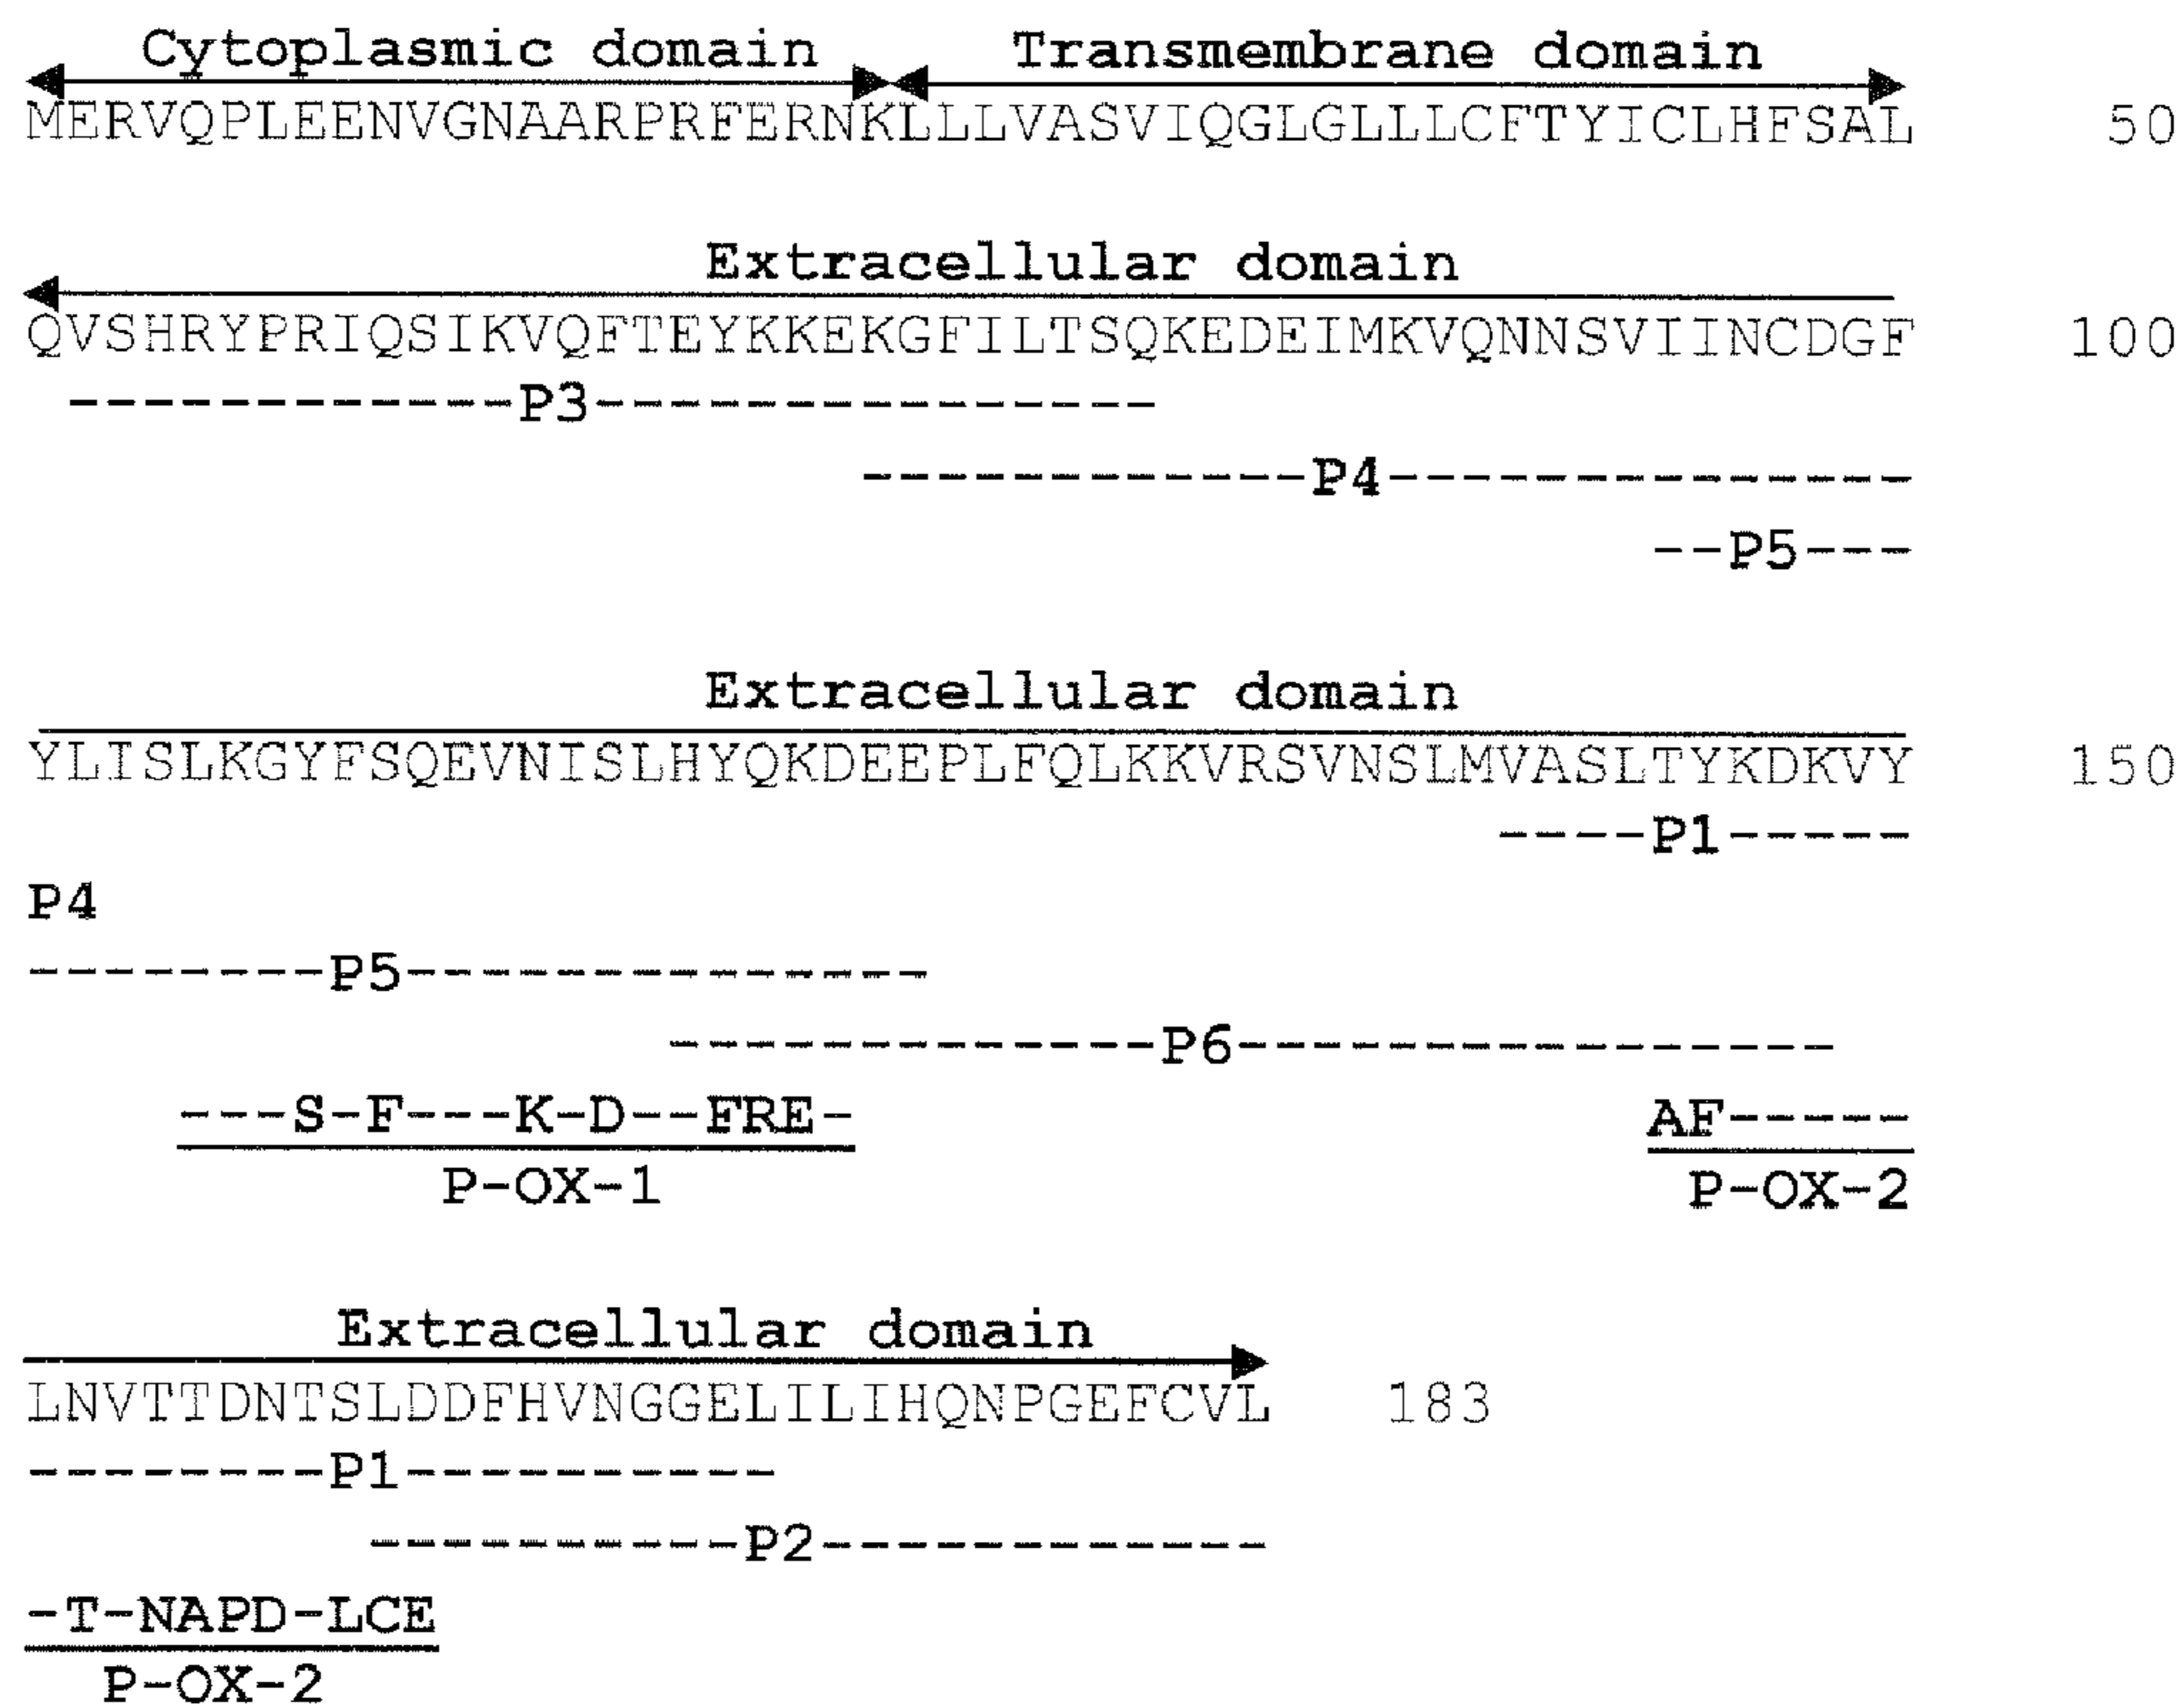 Cytoplasmic domain Transmembrane domain
MERVQPLEENVGNAARPRFERNKLLLVASVIQGLGLLLCFTYICLHFSAL 50
Extracellular domain
QVSHRYPRIQSIKVQFTEYKKEKGFILTSQKEDEIMKVQNNSVIINCDGF 100
------------P3---------------
------------P4--------------
--P5---
Extracellular domain
YLISLKGYFSQEVNISLHYQKDEEPLFQLKKVRSVNSLMVASLTYKDKVY 150
----P1-----
P4
--------P5--------------
-------------P6----------------
---S-F---K-D--FRE- AF-----
P-OX-1 P-OX-2
Extracellular domain
LNVTTDNTSLDDFHVNGGELILIHQNPGEFCVL 183
--------P1----------
----------P2------------
-T-NAPD-LCE
P-OX-2